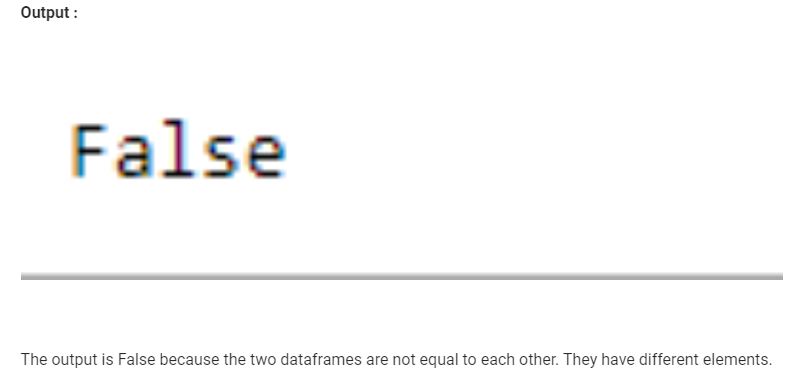 Output :
False
The output is False because the two dataframes are not equal to each other. They have different elements.